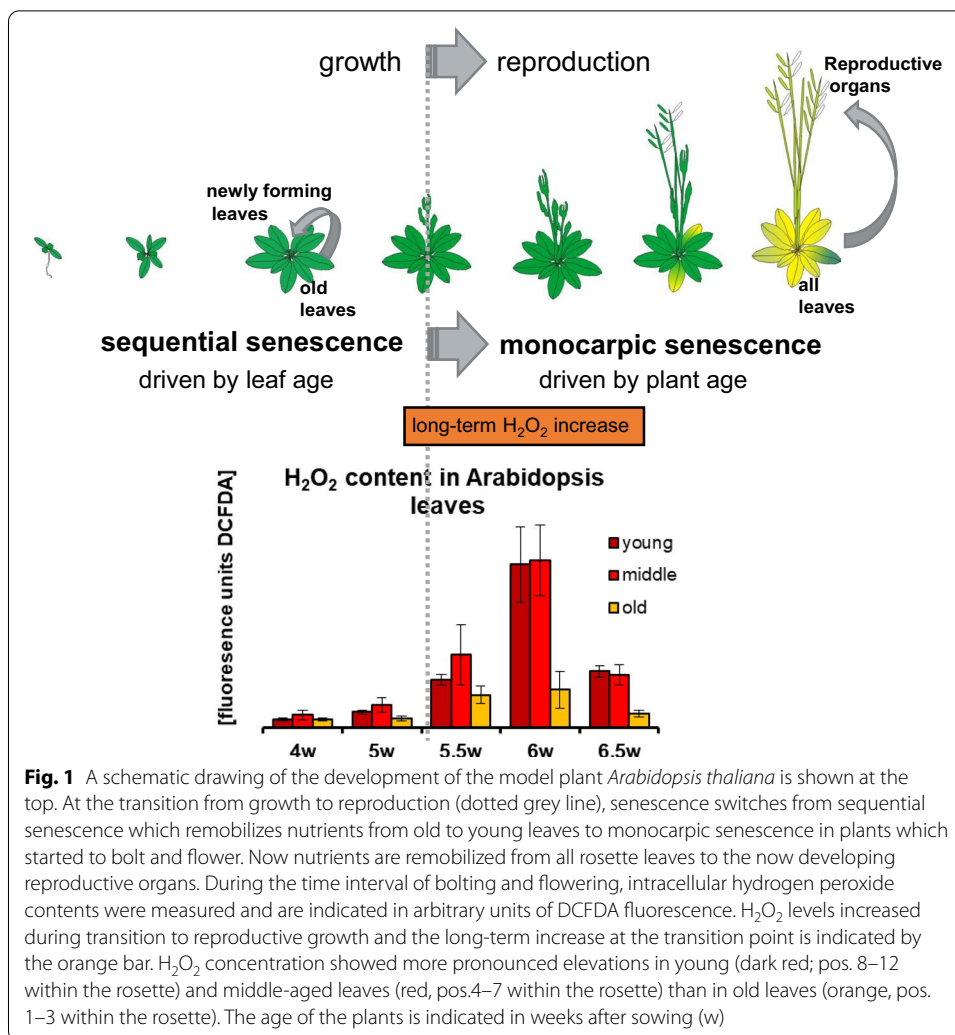 growth
reproduction
Reproductive
organs
newly forming
leaves
old
leaves
all
leaves
sequential senescence
driven by leaf age
monocarpic senescence
driven by plant age
long-term H₂O₂ increase
[fluoresence units DCFDA]
H₂O₂ content in Arabidopsis
leaves
young
middle
old
4w 5w 5.5w 6w 6.5w
Fig. 1 A schematic drawing of the development of the model plant Arabidopsis thaliana is shown at the
top. At the transition from growth to reproduction (dotted grey line), senescence switches from sequential
senescence which remobilizes nutrients from old to young leaves to monocarpic senescence in plants which
started to bolt and flower. Now nutrients are remobilized from all rosette leaves to the now developing
reproductive organs. During the time interval of bolting and flowering, intracellular hydrogen peroxide
contents were measured and are indicated in arbitrary units of DCFDA fluorescence. H₂O₂ levels increased
during transition to reproductive growth and the long-term increase at the transition point is indicated by
the orange bar. H₂O₂ concentration showed more pronounced elevations in young (dark red; pos. 8–12
within the rosette) and middle-aged leaves (red, pos.4–7 within the rosette) than in old leaves (orange, pos.
1–3 within the rosette). The age of the plants is indicated in weeks after sowing (w)